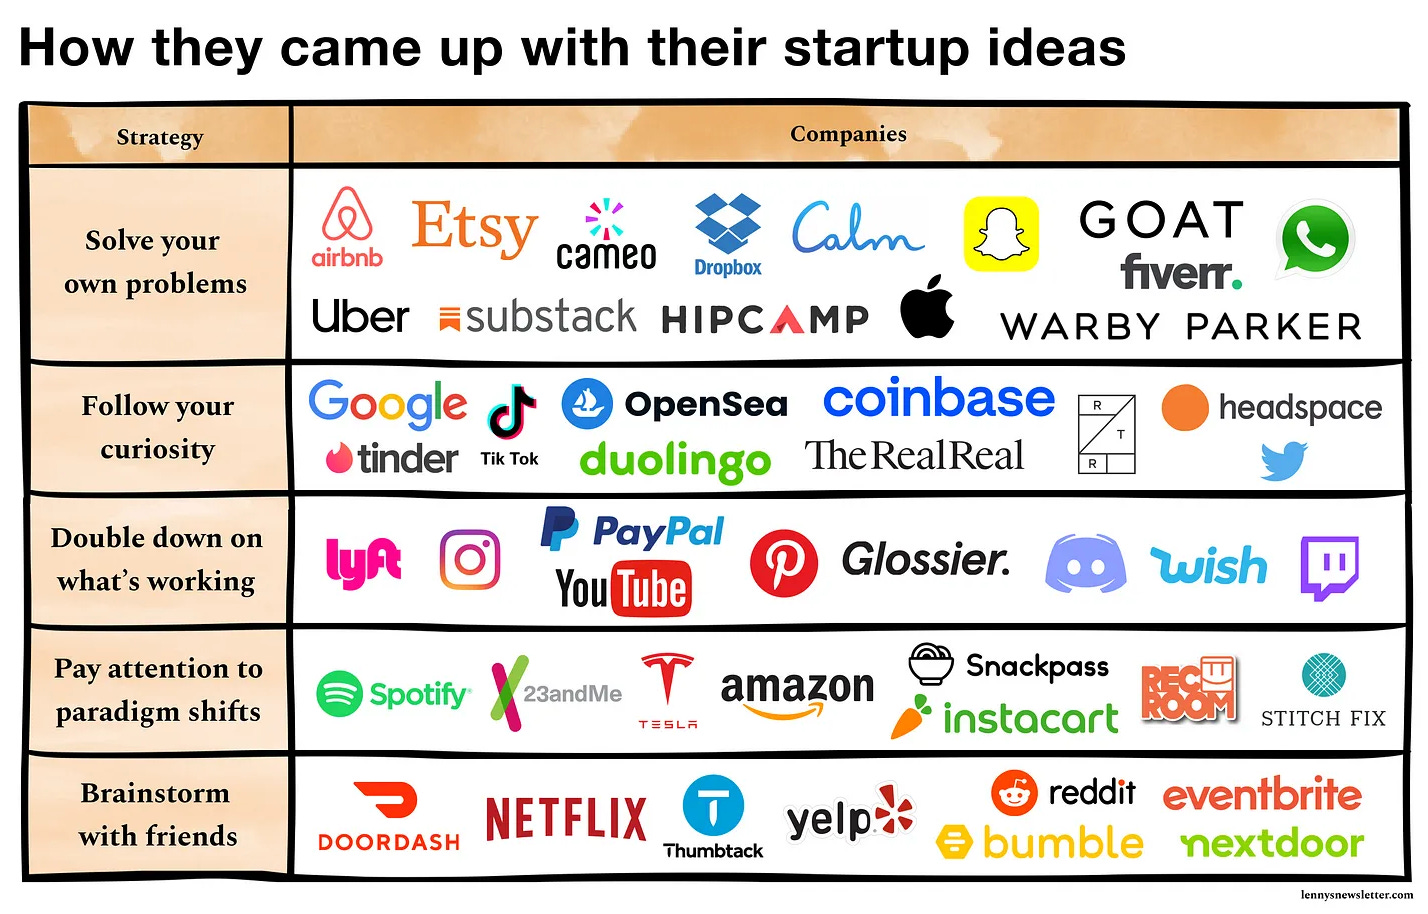 How they came up with their startup ideas
Strategy
Companies
Solve your
own problems
airbnb
Etsy
cameo
Dropbox
Calm
GOAT
fiverr.
Uber
substack
HIPCAMP
WARBY PARKER
Follow your
curiosity
Google
tinder
Tik Tok
OpenSea
duolingo
coinbase
TheRealReal
R
T
R
headspace
Double down on
what's working
lyft
PayPal
YouTube
Glossier.
wish
Pay attention to
paradigm shifts
Spotify®
23andMe
TESLA
amazon
Snackpass
instacart
REC
ROOM
STITCH FIX
Brainstorm
with friends
DOORDASH
NETFLIX
Thumbtack
yelp
reddit
bumble
eventbrite
nextdoor
lennysnewsletter.com